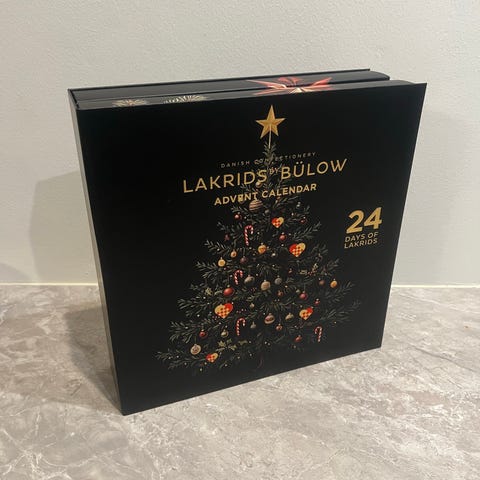 DANISH CONFECTIONERY
LAKRIDS BY BÜLOW
ADVENT CALENDAR
24
DAYS OF
LAKRIDS